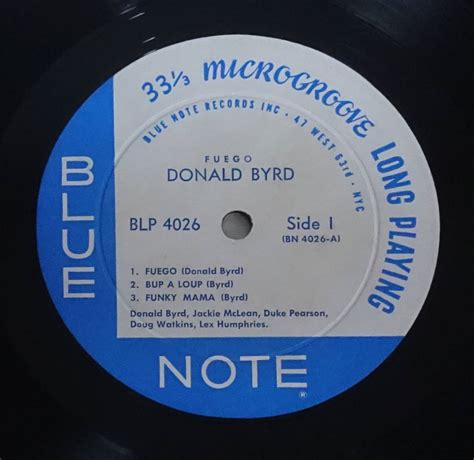 33⅓ MICROGROOVE LONG PLAYING
BLUE NOTE RECORDS INC • 47 WEST 63rd • NYC
FUEGO
DONALD BYRD
BLP 4026
Side 1
(BN 4026-A)
1. FUEGO (Donald Byrd)
2. BUP A LOUP (Byrd)
3. FUNKY MAMA (Byrd)
Donald Byrd, Jackie McLean, Duke Pearson,
Doug Watkins, Lex Humphries.
BLUE
NOTE®